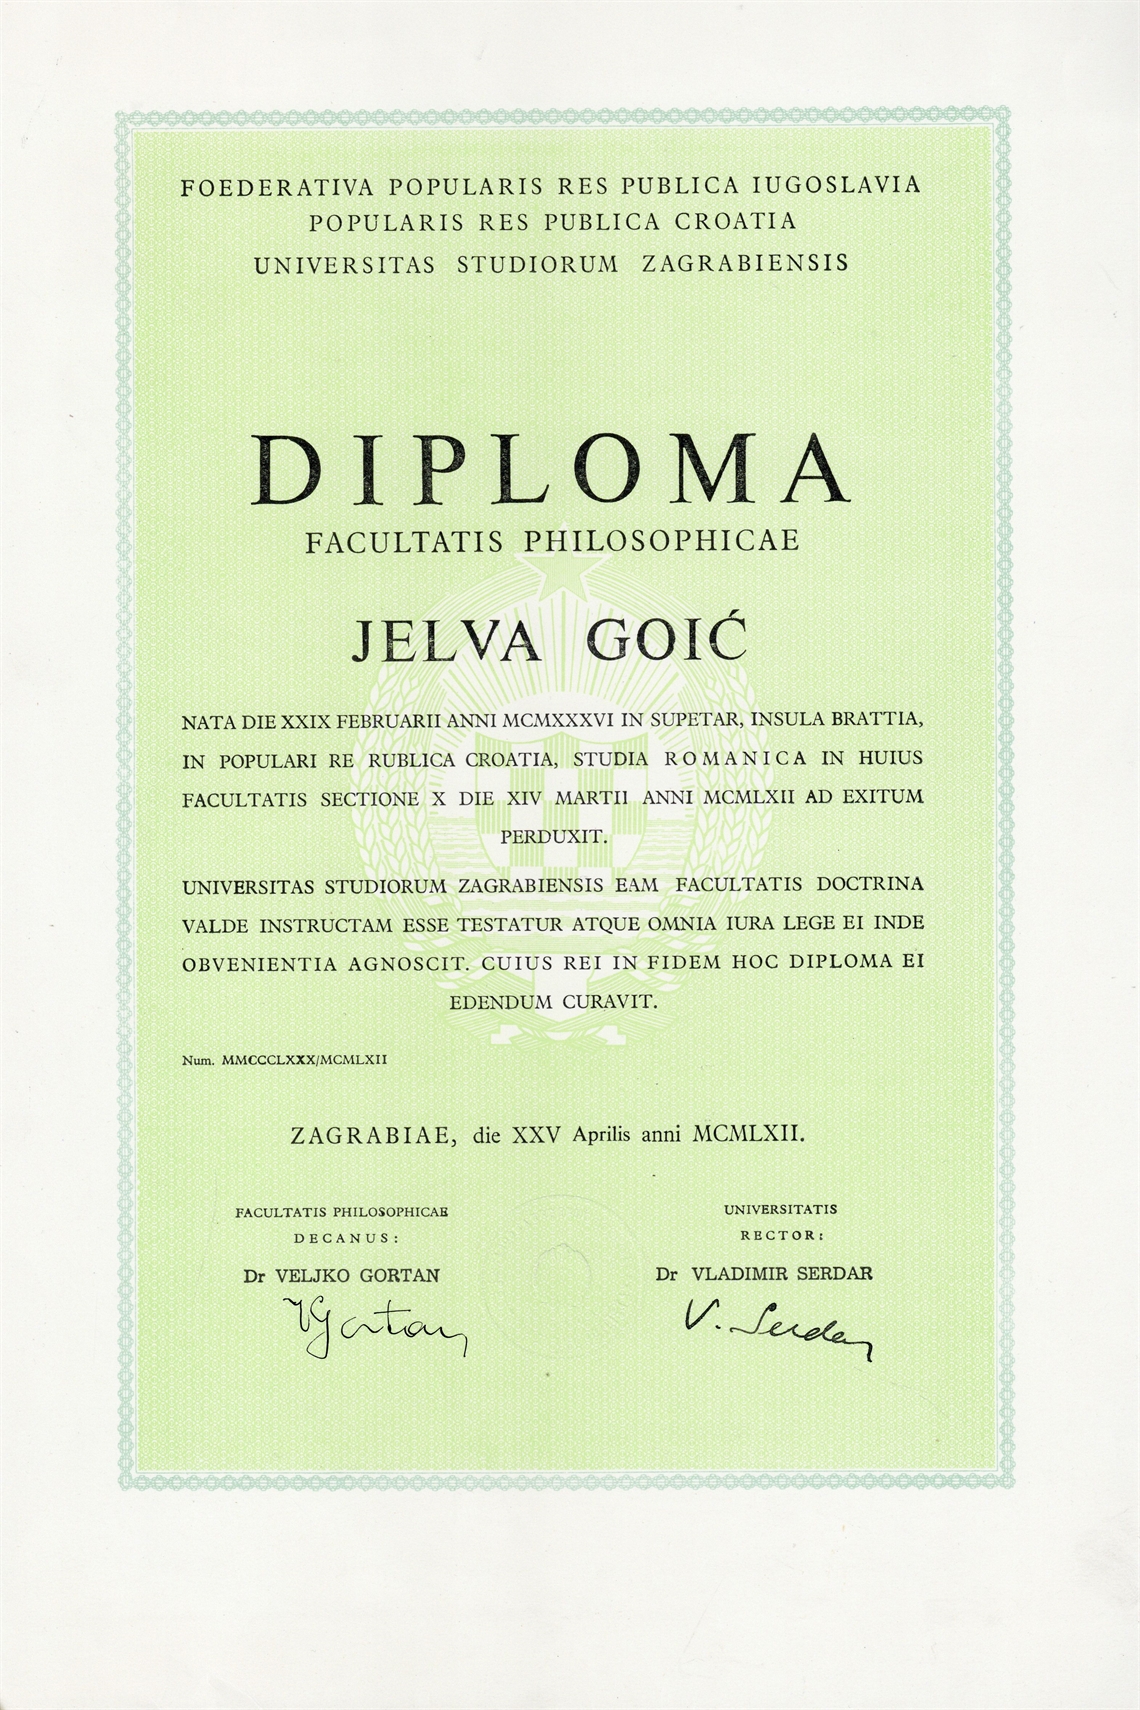 FOEDERATIVA POPULARIS RES PUBLICA IUGOSLAVIA
POPULARIS RES PUBLICA CROATIA
UNIVERSITAS STUDIORUM ZAGRABIENSIS
DIPLOMA
FACULTATIS PHILOSOPHICAE
JELVA GOIĆ
NATA DIE XXIX FEBRUARII ANNI MCMXXXVI IN SUPETAR, INSULA BRATTIA,
IN POPULARI RE RUBLICA CROATIA, STUDIA ROMANICA IN HUIUS
FACULTATIS SECTIONE X DIE XIV MARTII ANNI MCMLXII AD EXITUM
PERDUXIT.
UNIVERSITAS STUDIORUM ZAGRABIENSIS EAM FACULTATIS DOCTRINA
VALDE INSTRUCTAM ESSE TESTATUR ATQUE OMNIA IURA LEGE EI INDE
OBVENIENTIA AGNOSCIT. CUIUS REI IN FIDEM HOC DIPLOMA EI
EDENDUM CURAVIT.
Num. MMCCCLXXX/MCMLXII
ZAGRABIAE, die XXV Aprilis anni MCMLXII.
FACULTATIS PHILOSOPHICAE
DECANUS:
Dr VELJKO GORTAN
VGortan
UNIVERSITATIS
RECTOR:
Dr VLADIMIR SERDAR
V. Serdar